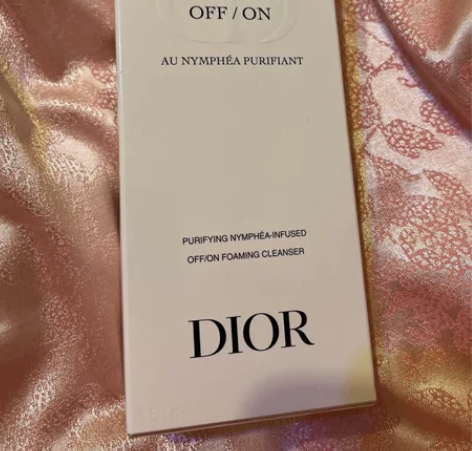 OFF / ON
AU NYMPHÉA PURIFIANT
PURIFYING NYMPHÉA-INFUSED
OFF/ON FOAMING CLEANSER
DIOR